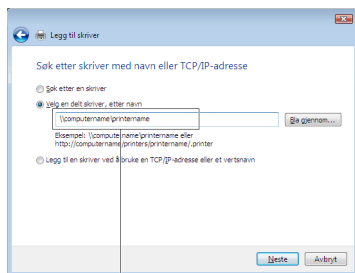 Legg til skriver
Søk etter skriver med navn eller TCP/IP-adresse
Søk etter en skriver
Velg en delt skriver, etter navn
\\computername\printername
Bla gjennom...
Eksempel: \\computername\printername eller
http://computername/printers/printername/.printer
Legg til en skriver ved å bruke en TCP/IP-adresse eller et vertsnavn
Neste
Avbryt